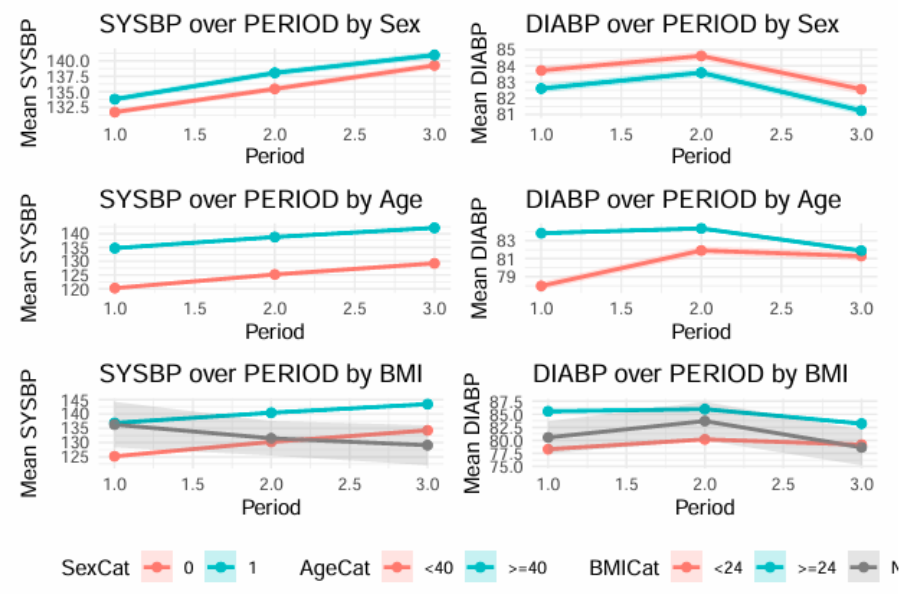 SYSBP over PERIOD by Sex
Mean SYSBP
140.0
137.5
135.0
132.5
1.0 1.5 2.0 2.5 3.0
Period
DIABP over PERIOD by Sex
Mean DIABP
85
84
83
82
81
1.0 1.5 2.0 2.5 3.0
Period
SYSBP over PERIOD by Age
Mean SYSBP
140
135
130
125
120
1.0 1.5 2.0 2.5 3.0
Period
DIABP over PERIOD by Age
Mean DIABP
83
81
79
1.0 1.5 2.0 2.5 3.0
Period
SYSBP over PERIOD by BMI
Mean SYSBP
145
140
135
130
125
1.0 1.5 2.0 2.5 3.0
Period
DIABP over PERIOD by BMI
Mean DIABP
87.5
85.0
82.5
80.0
77.5
75.0
1.0 1.5 2.0 2.5 3.0
Period
SexCat 0 1 AgeCat <40 >=40 BMICat <24 >=24